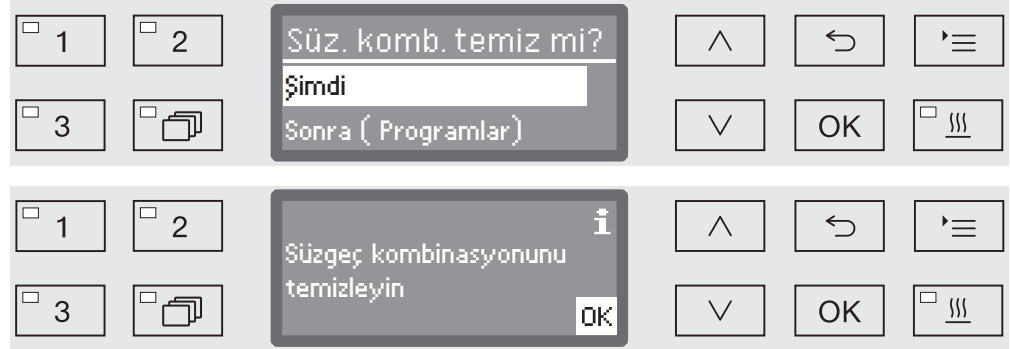 1
2
Süz. komb. temiz mi?
Şimdi
Sonra ( Programlar)
3
OK
1
2
i
Süzgeç kombinasyonunu
temizleyin
OK
3
OK